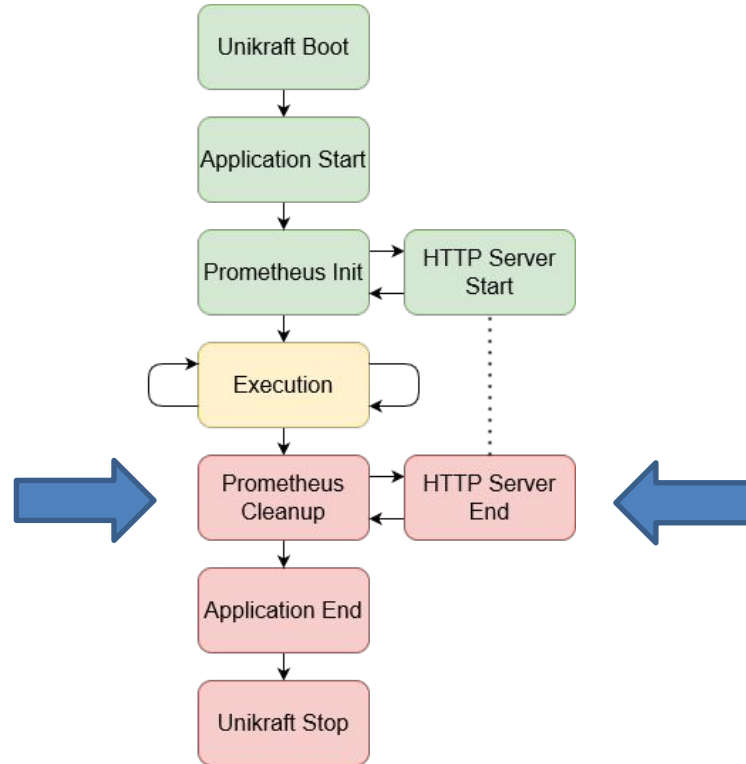 Unikraft Boot
Application Start
Prometheus Init
HTTP Server
Start
Execution
Prometheus
Cleanup
HTTP Server
End
Application End
Unikraft Stop